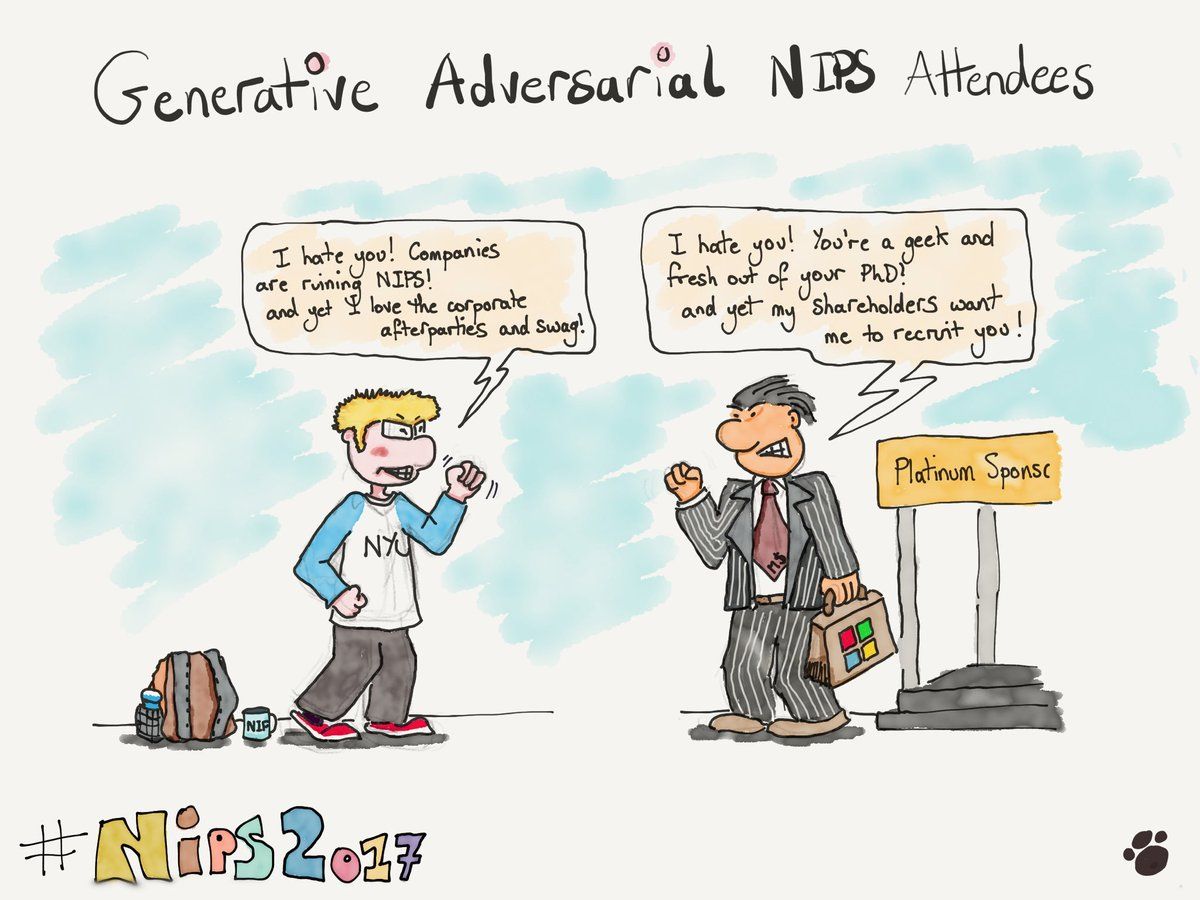 Generative Adversarial NIPS Attendees
I hate you! Companies
are ruining NIPS!
and yet I love the corporate
afterparties and swag!
I hate you! You're a geek and
fresh out of your PhD?
and yet my shareholders want
me to recruit you!
Platinum Sponsc
NYU
M$
NIP
#NiPS2017